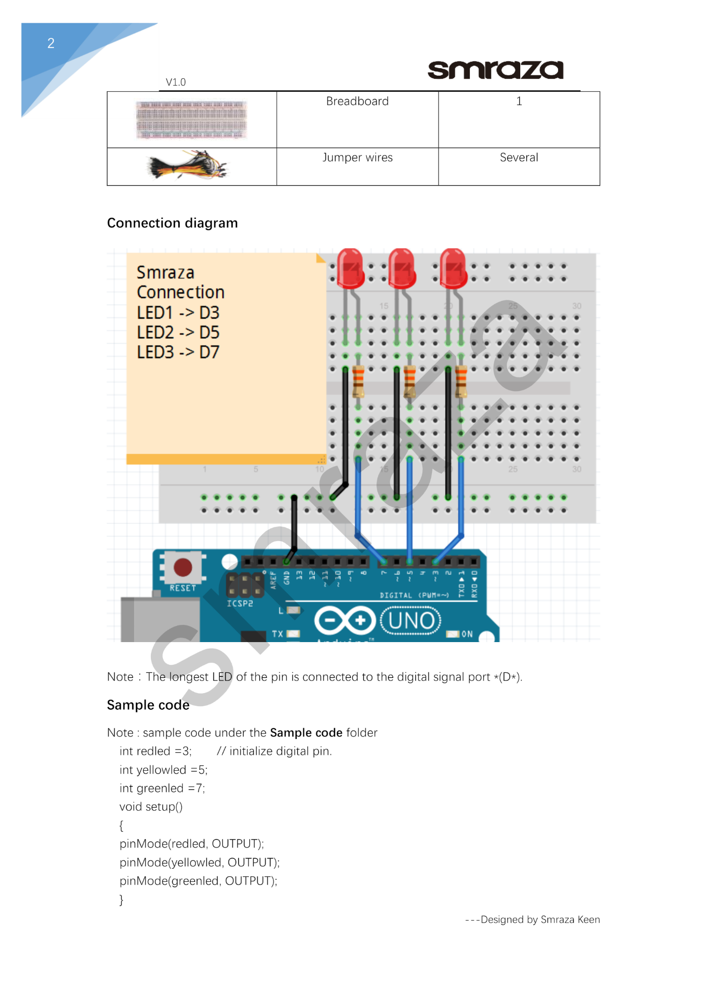 2
smraza
V1.0
Breadboard 1
Jumper wires Several
Connection diagram
Smraza
Connection
LED1 -> D3
LED2 -> D5
LED3 -> D7
15 20 25 30
1 5 10 15 25 30
RESET
ICSP2
AREF GND 13 12 ~11 ~10 ~9 8 7 ~6 ~5 4 ~3 2 TX0▶1 RX0◀0
DIGITAL (PWM=~)
L
TX
UNO
ON
Arduino™
smraza
Note：The longest LED of the pin is connected to the digital signal port *(D*).
Sample code
Note : sample code under the Sample code folder
int redled =3; // initialize digital pin.
int yellowled =5;
int greenled =7;
void setup()
{
pinMode(redled, OUTPUT);
pinMode(yellowled, OUTPUT);
pinMode(greenled, OUTPUT);
}
---Designed by Smraza Keen